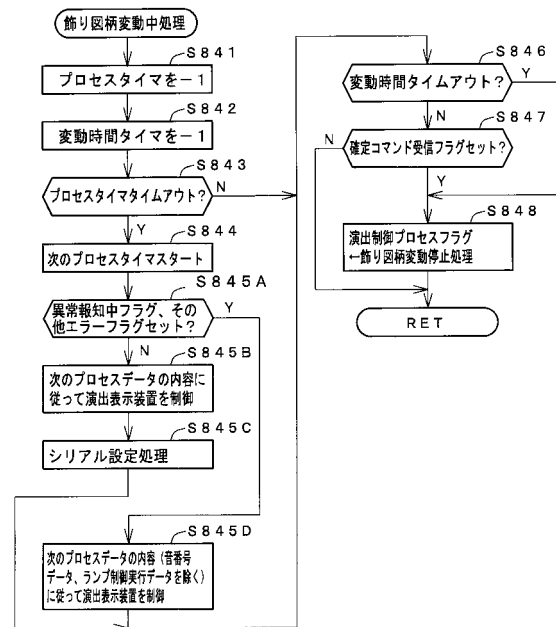 飾り図柄変動中処理
S841
プロセスタイマを－1
S842
変動時間タイマを－1
S843
プロセスタイマタイムアウト？
N
Y
S844
次のプロセスタイマスタート
S845A
異常報知中フラグ、その
他エラーフラグセット？
Y
N
S845B
次のプロセスデータの内容に
従って演出表示装置を制御
S845C
シリアル設定処理
S845D
次のプロセスデータの内容（音番号
データ、ランプ制御実行データを除く）
に従って演出表示装置を制御
S846
変動時間タイムアウト？
Y
N
S847
N
確定コマンド受信フラグセット？
Y
S848
演出制御プロセスフラグ
←飾り図柄変動停止処理
RET